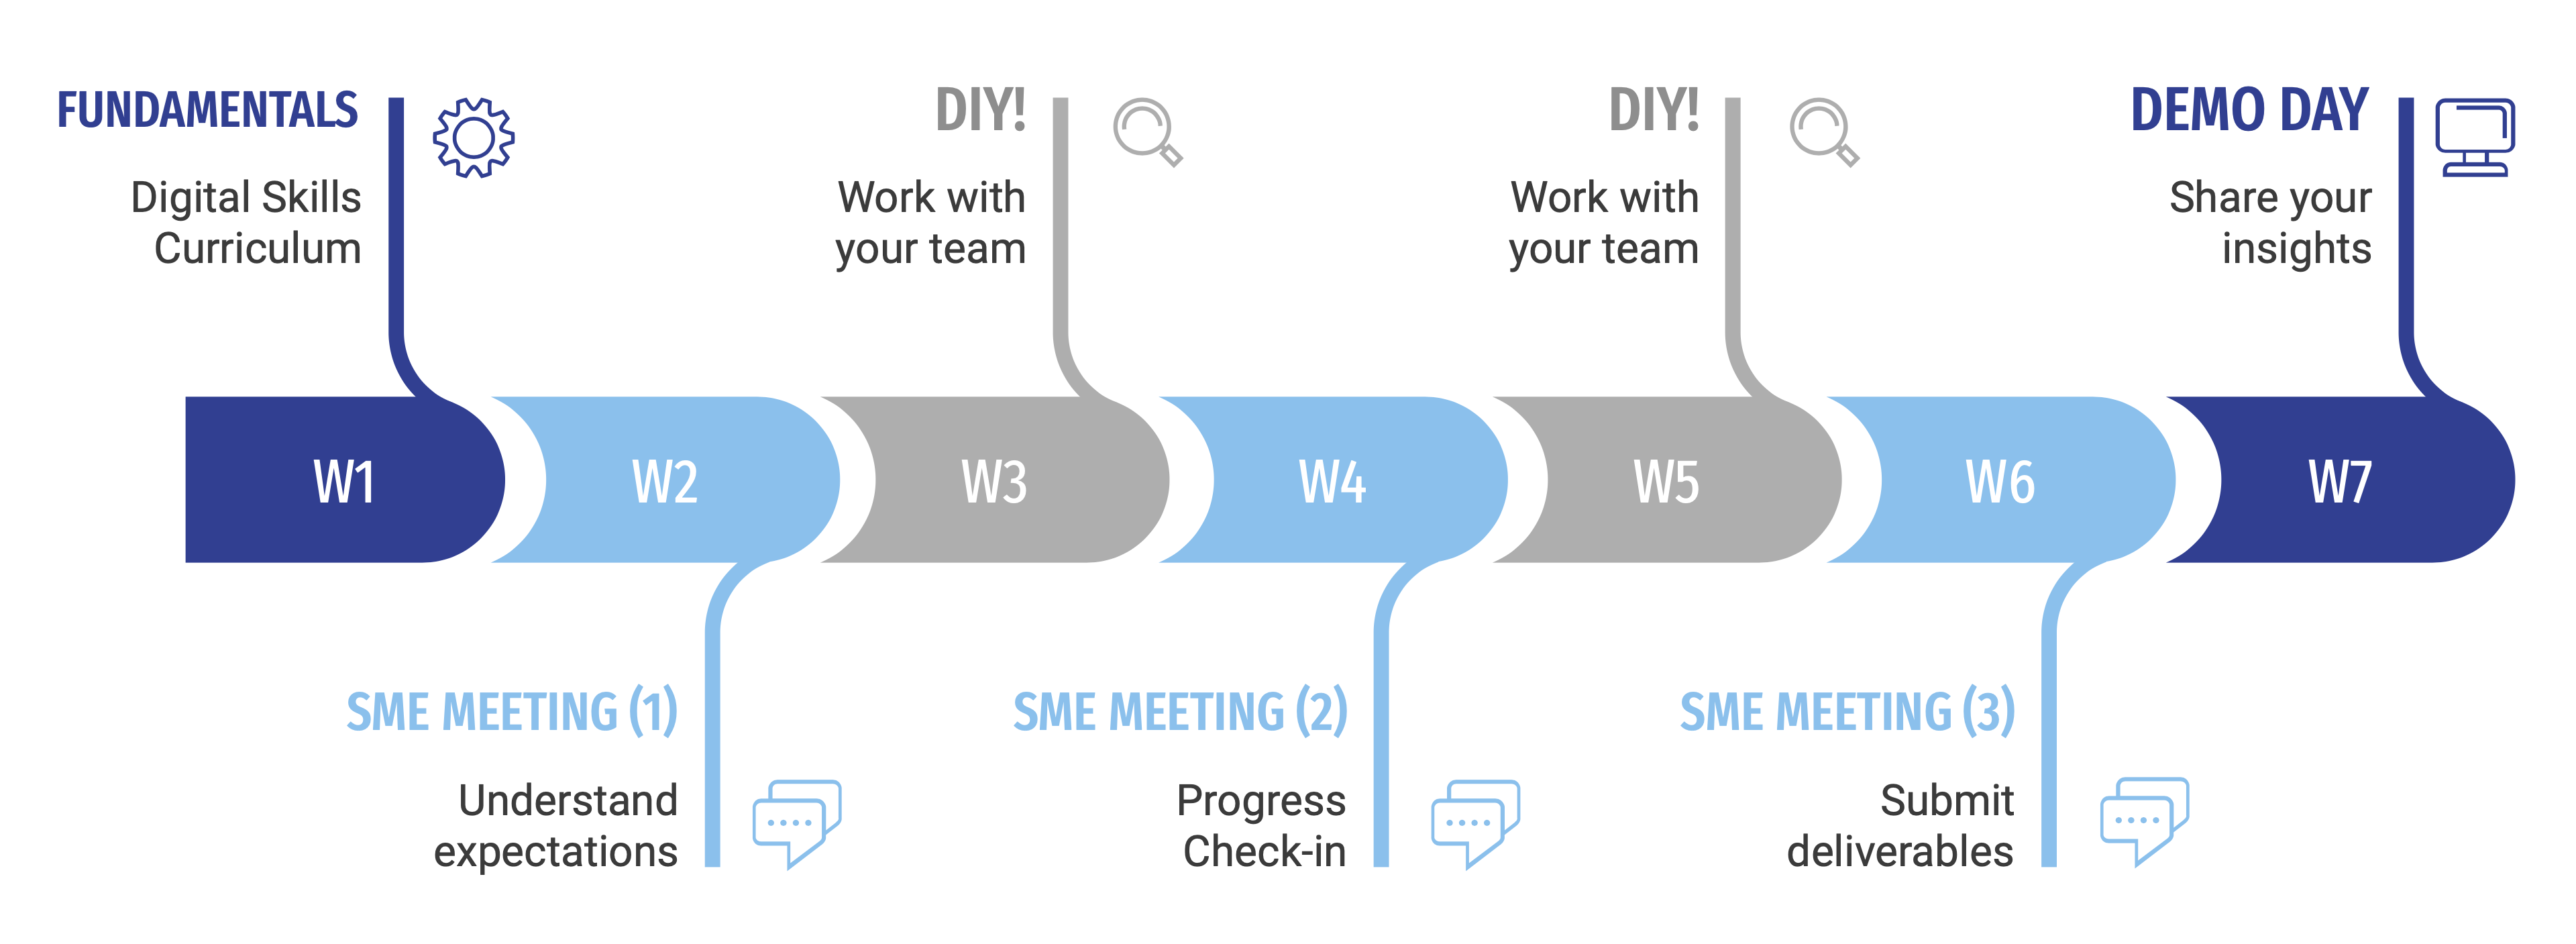 FUNDAMENTALS
Digital Skills
Curriculum
DIY!
Work with
your team
DIY!
Work with
your team
DEMO DAY
Share your
insights
W1
W2
W3
W4
W5
W6
W7
SME MEETING (1)
Understand
expectations
SME MEETING (2)
Progress
Check-in
SME MEETING (3)
Submit
deliverables